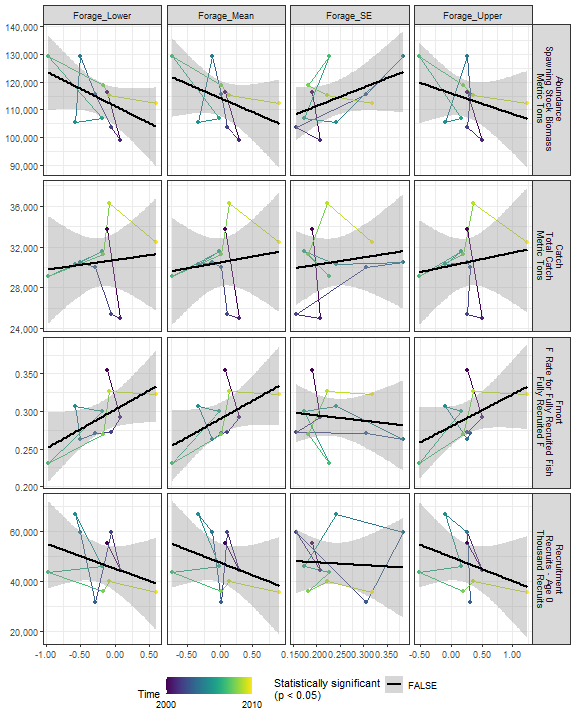 Forage_Lower Forage_Mean Forage_SE Forage_Upper
140,000
130,000
120,000
110,000
100,000
90,000
Abundance
Spawning Stock Biomass
Metric Tons
36,000
32,000
28,000
24,000
Catch
Total Catch
Metric Tons
0.350
0.300
0.250
0.200
Fmort
F Rate for Fully Recruited Fish
Fully Recruited F
60,000
40,000
20,000
Recruitment
Recruits - Age 0
Thousand Recruits
-1.00 -0.50 0.00 0.50 -0.50 0.00 0.50 0.150 0.200 0.250 0.300 0.350 -0.50 0.00 0.50 1.00
Time
2000 2010
Statistically significant
(p < 0.05)
FALSE